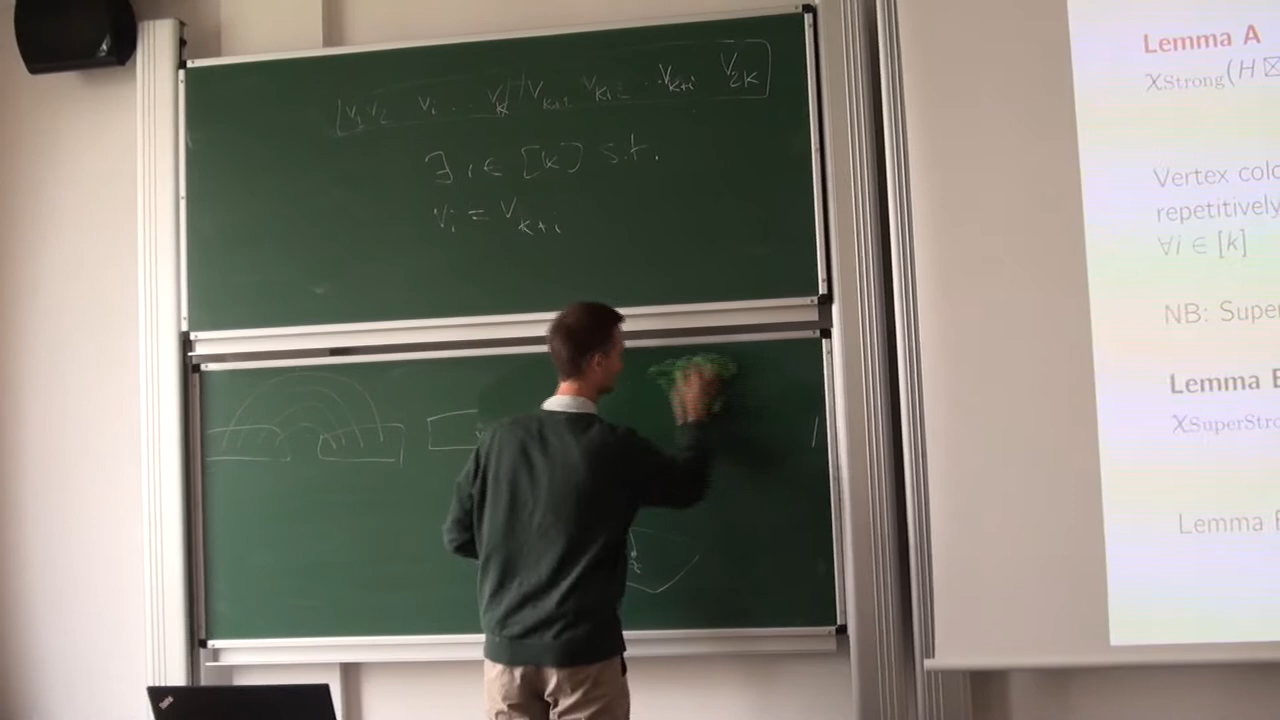 v₁ v₂ vᵢ ... vₖ vₖ₊₁ vₖ₊₂ ... vₖ₊ᵢ v₂ₖ
∃ i ∈ [k] s.t.
vᵢ = vₖ₊ᵢ
Lemma A
χStrong(H ⊠
Vertex colo
repetitively
∀i ∈ [k]
NB: Super
Lemma B
χSuperStro
Lemma